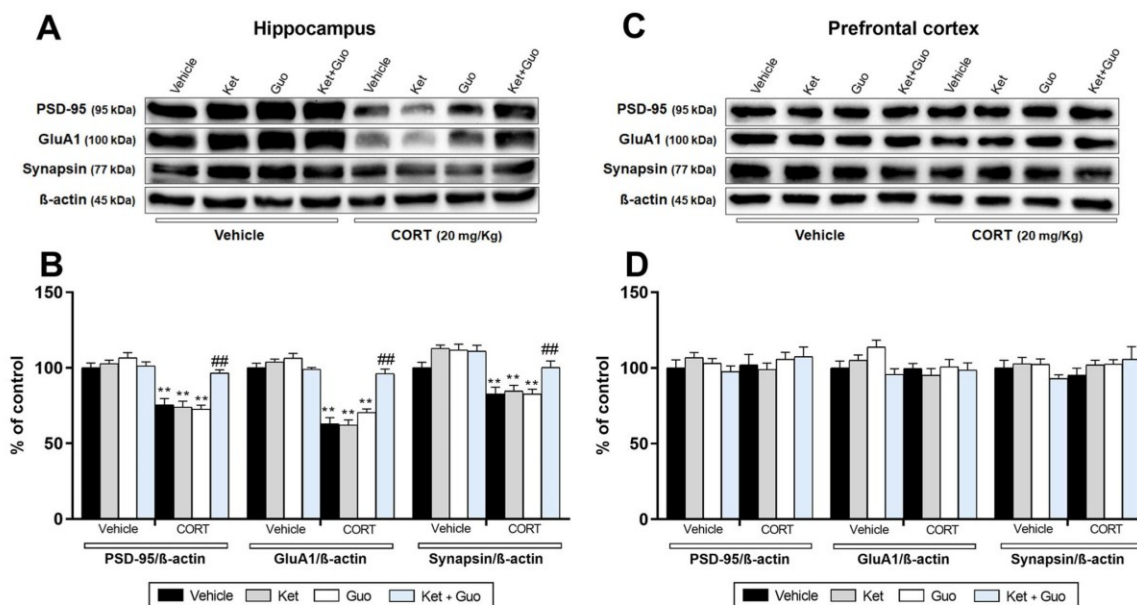 A
Hippocampus
Vehicle
Ket
Guo
Ket+Guo
Vehicle
Ket
Guo
Ket+Guo
PSD-95 (95 kDa)
GluA1 (100 kDa)
Synapsin (77 kDa)
ß-actin (45 kDa)
Vehicle
CORT (20 mg/Kg)
C
Prefrontal cortex
Vehicle
Ket
Guo
Ket+Guo
Vehicle
Ket
Guo
Ket+Guo
PSD-95 (95 kDa)
GluA1 (100 kDa)
Synapsin (77 kDa)
ß-actin (45 kDa)
Vehicle
CORT (20 mg/Kg)
B
% of control
150
100
50
0
** ** **
##
** ** **
##
** ** **
##
Vehicle CORT Vehicle CORT Vehicle CORT
PSD-95/ß-actin GluA1/ß-actin Synapsin/ß-actin
Vehicle Ket Guo Ket + Guo
D
% of control
150
100
50
0
Vehicle CORT Vehicle CORT Vehicle CORT
PSD-95/ß-actin GluA1/ß-actin Synapsin/ß-actin
Vehicle Ket Guo Ket + Guo